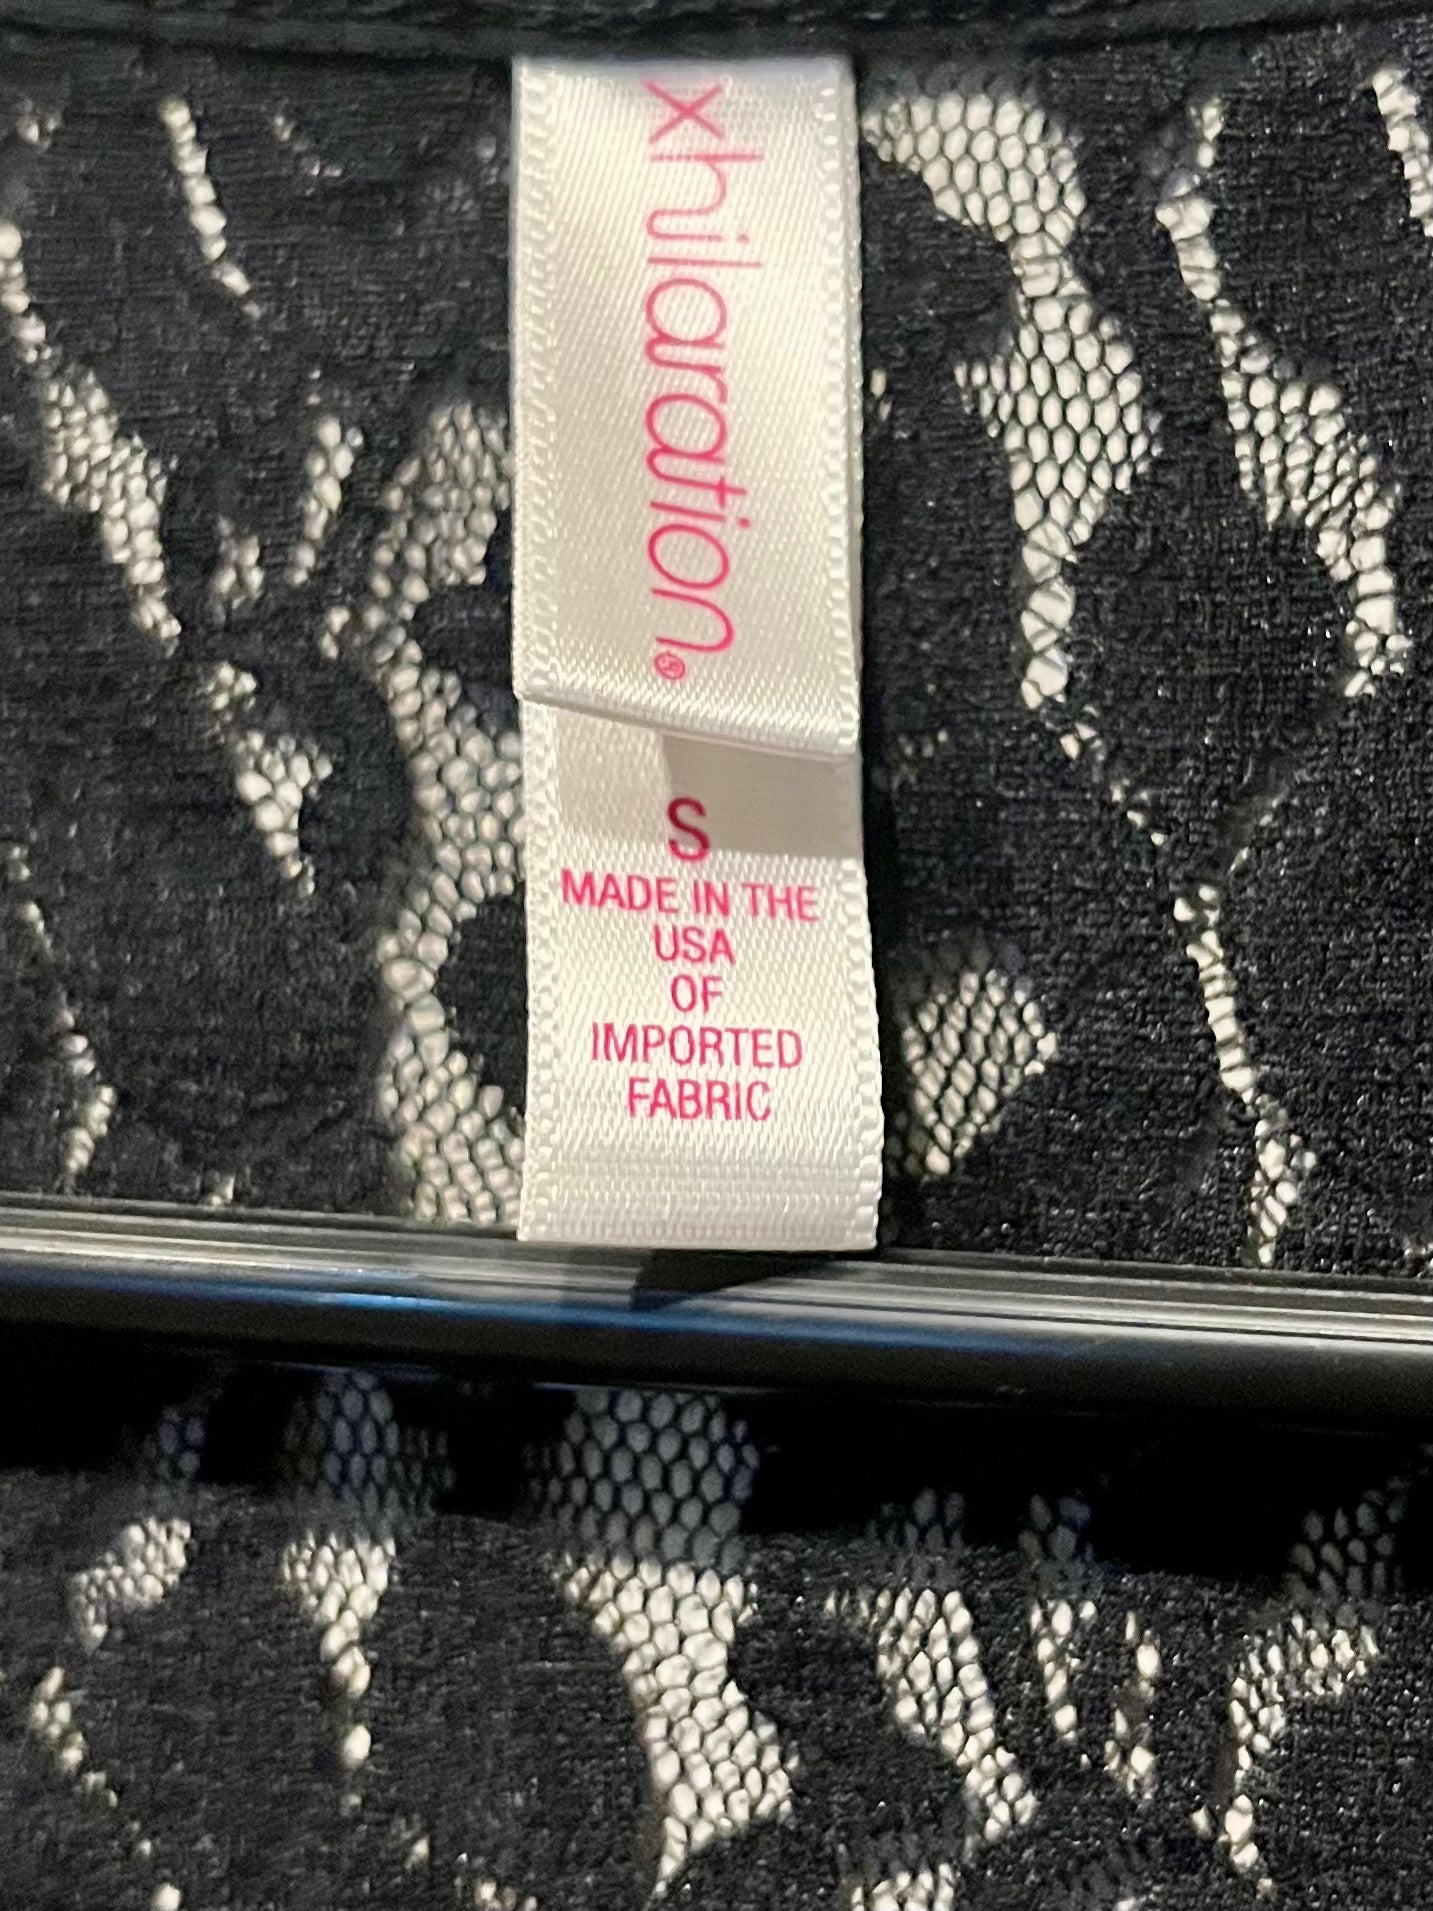 xhilaration®
S
MADE IN THE
USA
OF
IMPORTED
FABRIC